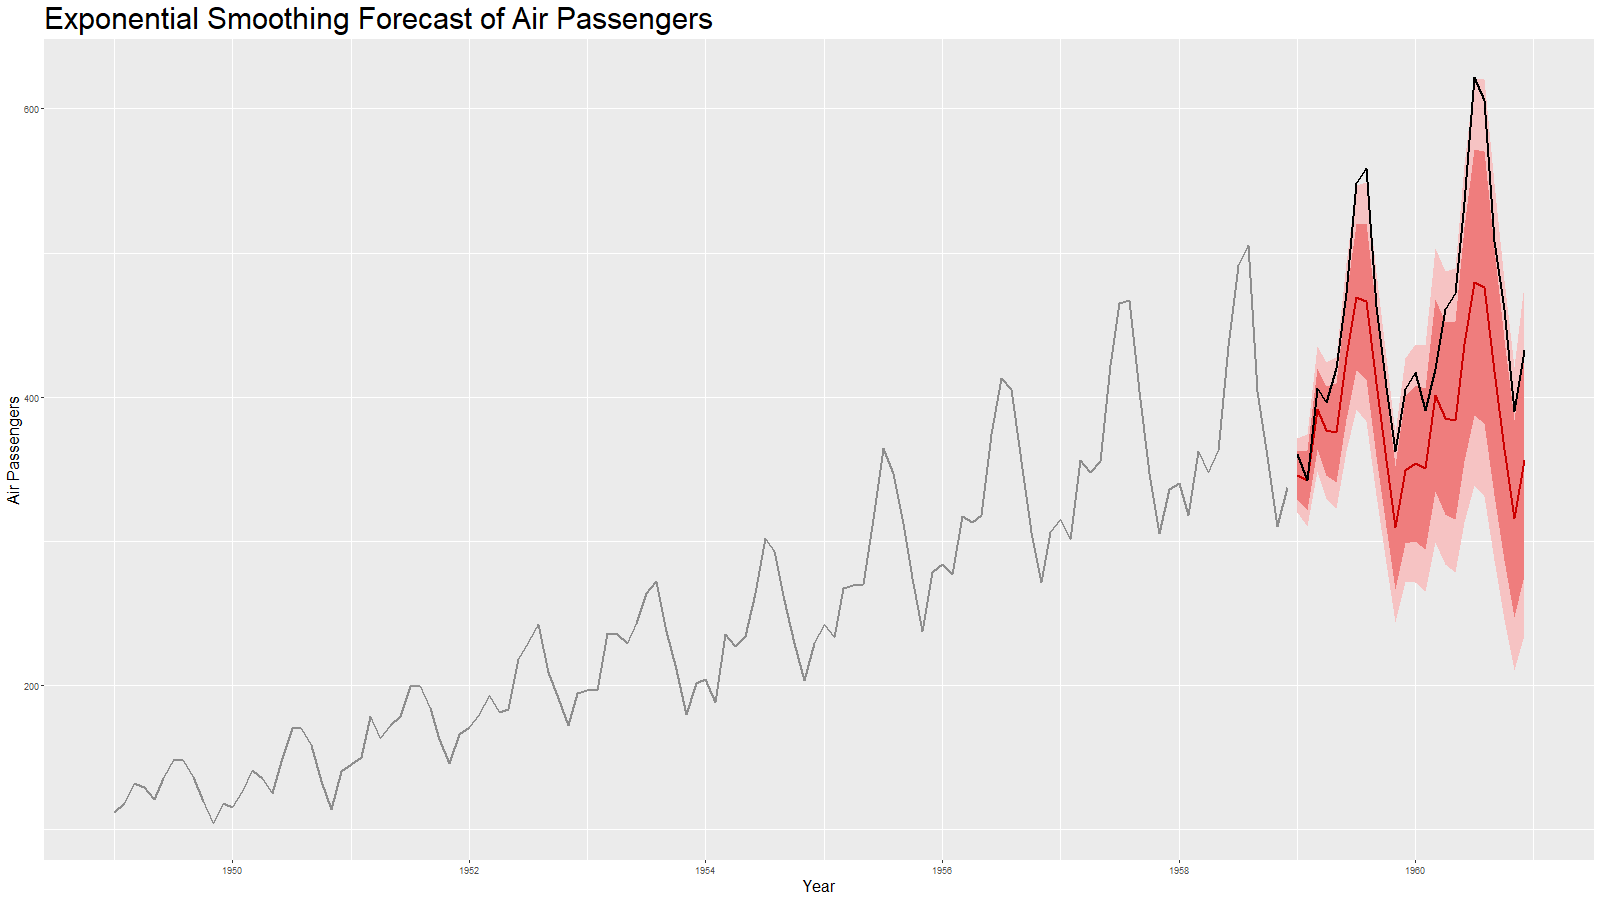 Exponential Smoothing Forecast of Air Passengers
Air Passengers
600
400
200
1950 1952 1954 1956 1958 1960
Year